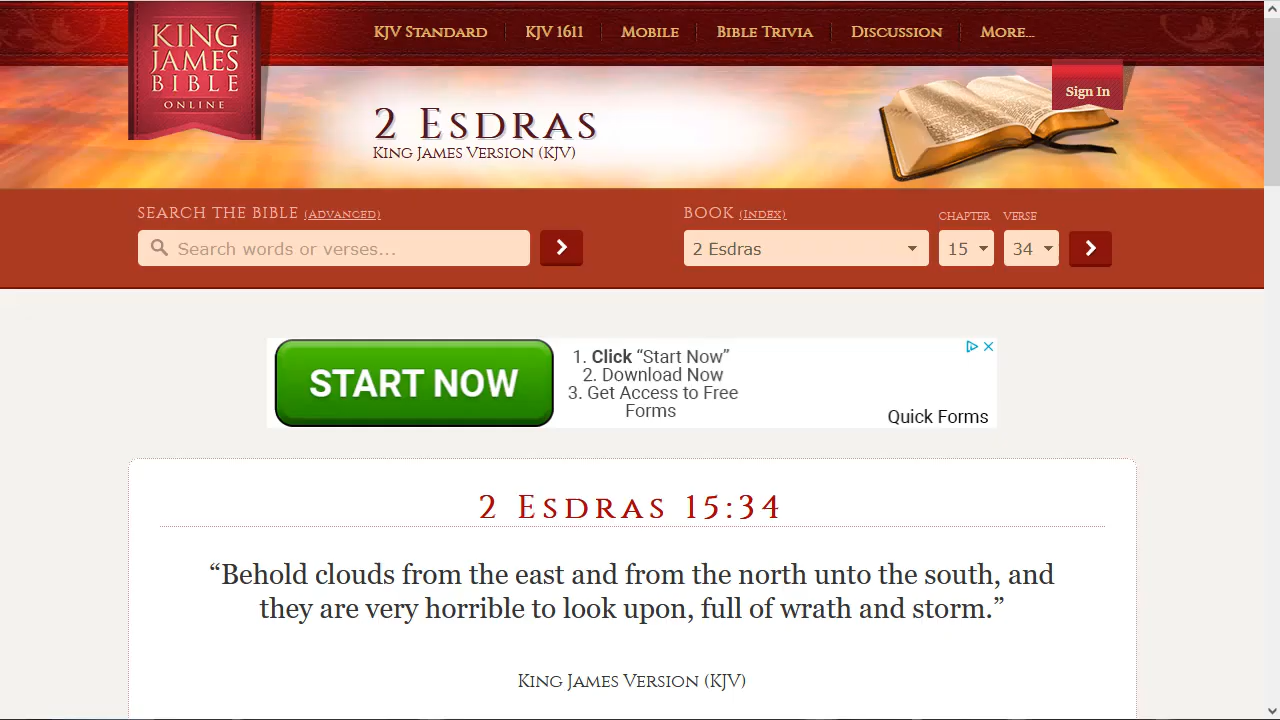 KING
JAMES
BIBLE
ONLINE
KJV Standard
KJV 1611
Mobile
Bible Trivia
Discussion
More...
Sign In
2 Esdras
King James Version (KJV)
Search the Bible (Advanced)
Search words or verses...
Book (Index)
Chapter
Verse
2 Esdras
15
34
START NOW
1. Click “Start Now”
2. Download Now
3. Get Access to Free
Forms
Quick Forms
2 Esdras 15:34
“Behold clouds from the east and from the north unto the south, and
they are very horrible to look upon, full of wrath and storm.”
King James Version (KJV)